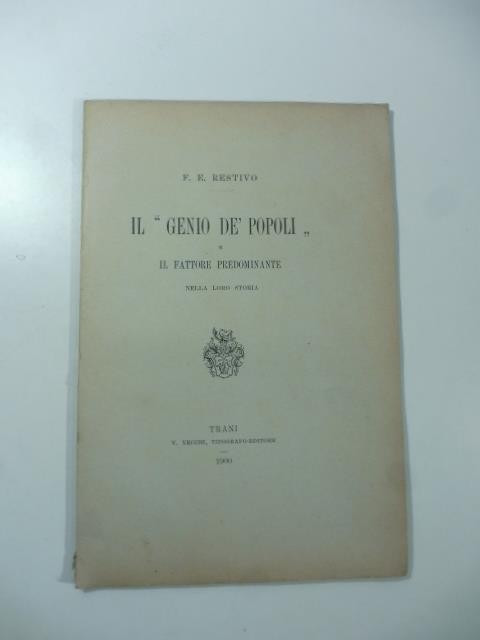 F. E. RESTIVO
IL " GENIO DE' POPOLI „
E
IL FATTORE PREDOMINANTE
NELLA LORO STORIA
TRANI
V. VECCHI, TIPOGRAFO-EDITORE
1900